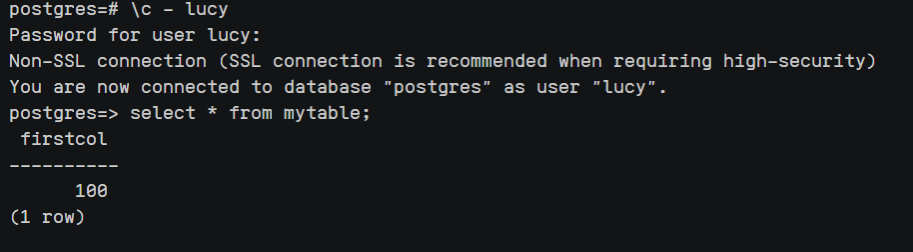 postgres=# \c - lucy
Password for user lucy:
Non-SSL connection (SSL connection is recommended when requiring high-security)
You are now connected to database "postgres" as user "lucy".
postgres=> select * from mytable;
 firstcol
----------
      100
(1 row)